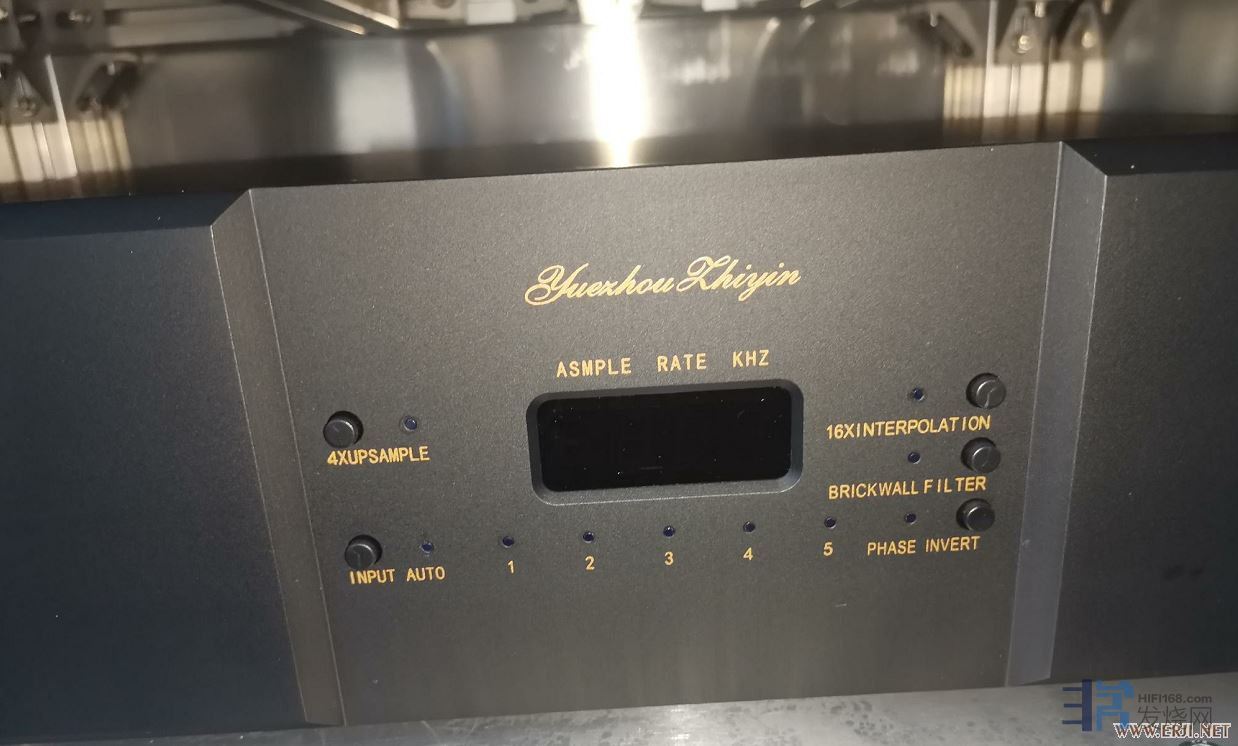 Yuezhou Zhiyin
ASMPLE RATE KHZ
4XUPSAMPLE
16XINTERPOLATION
BRICKWALL FILTER
PHASE INVERT
INPUT AUTO 1 2 3 4 5
HIFI168.com
发烧网
WWW.ERJI.NET